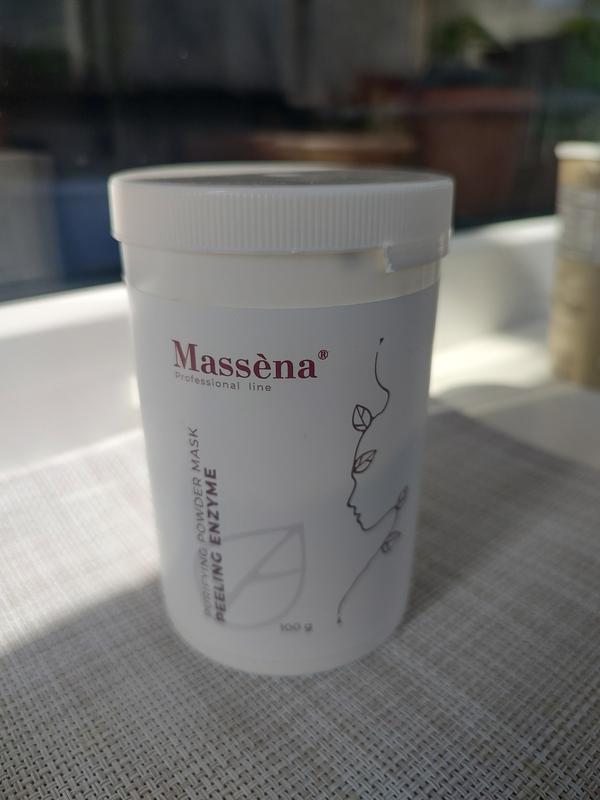 Massèna®
Professional line
PURIFYING POWDER MASK
PEELING ENZYME
100 g